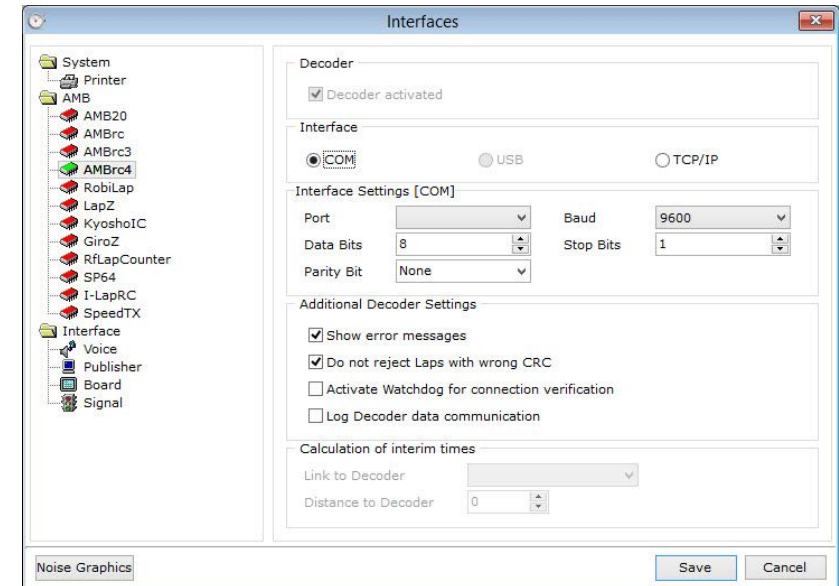 Interfaces
System
Printer
AMB
AMB20
AMBrc
AMBrc3
AMBrc4
RobiLap
LapZ
KyoshoIC
GiroZ
RfLapCounter
SP64
I-LapRC
SpeedTX
Interface
Voice
Publisher
Board
Signal
Decoder
Decoder activated
Interface
COM USB TCP/IP
Interface Settings [COM]
Port Baud 9600
Data Bits 8 Stop Bits 1
Parity Bit None
Additional Decoder Settings
Show error messages
Do not reject Laps with wrong CRC
Activate Watchdog for connection verification
Log Decoder data communication
Calculation of interim times
Link to Decoder
Distance to Decoder 0
Noise Graphics Save Cancel